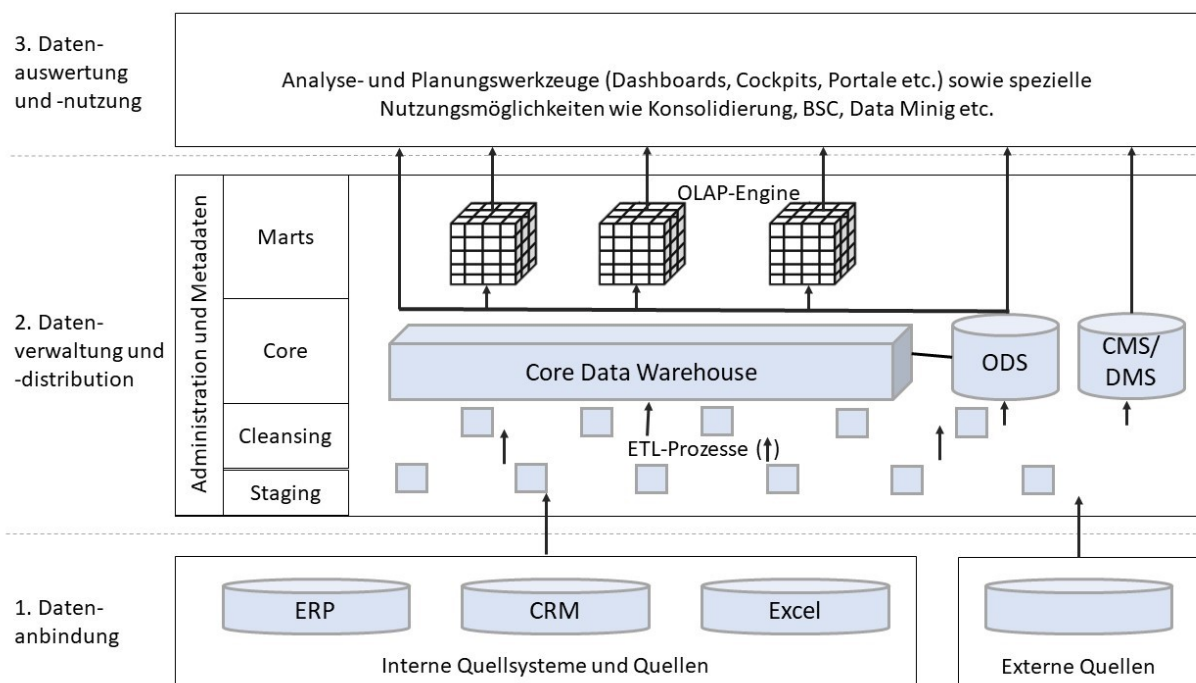 3. Daten-
auswertung
und -nutzung
Analyse- und Planungswerkzeuge (Dashboards, Cockpits, Portale etc.) sowie spezielle
Nutzungsmöglichkeiten wie Konsolidierung, BSC, Data Minig etc.
2. Daten-
verwaltung und
-distribution
Administration und Metadaten
Marts
OLAP-Engine
Core
Core Data Warehouse
ODS
CMS/
DMS
Cleansing
ETL-Prozesse (↑)
Staging
1. Daten-
anbindung
ERP
CRM
Excel
Interne Quellsysteme und Quellen
Externe Quellen